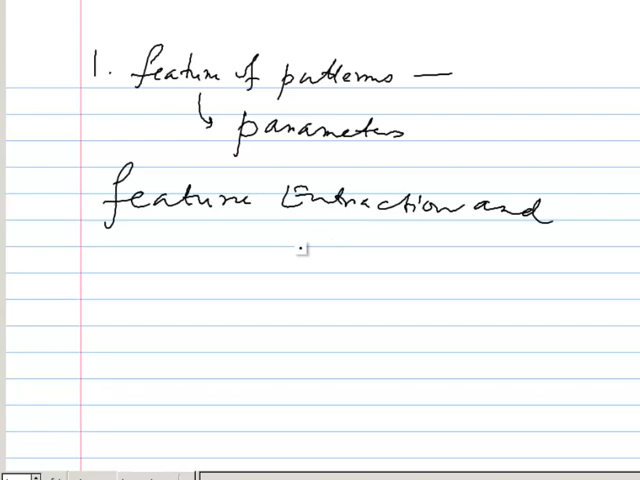 1. feature of patterns —
↳ parameters
feature Extraction and